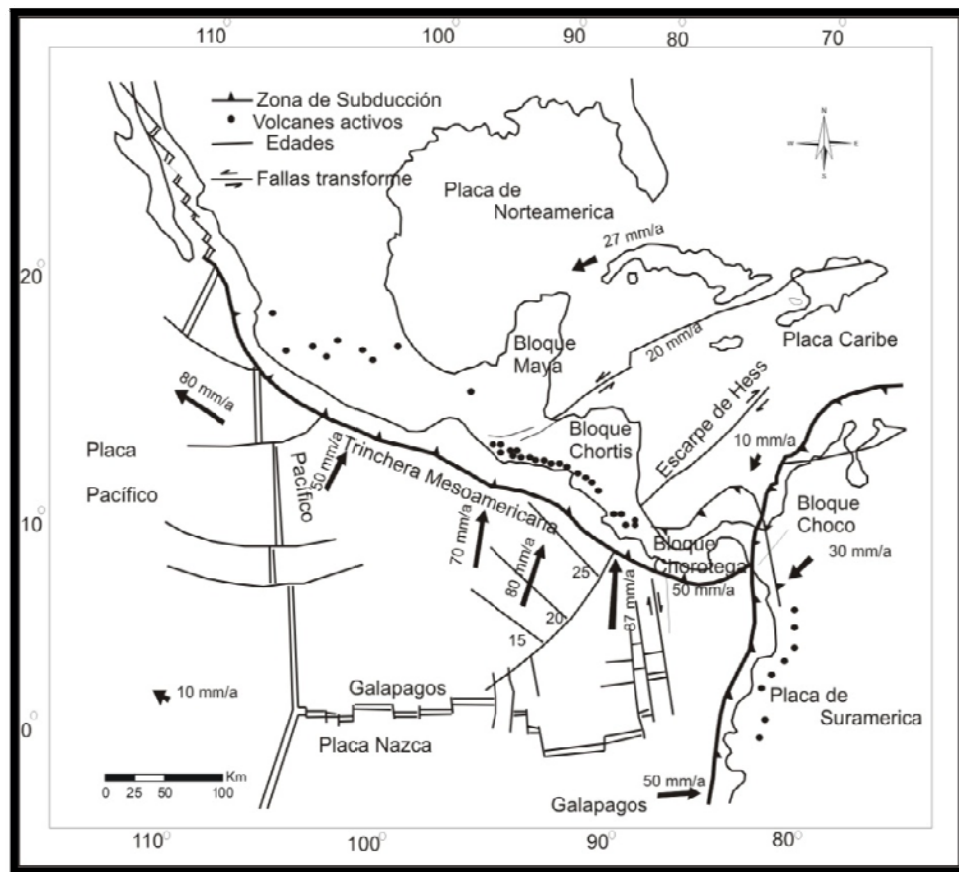 110°
100°
90°
80°
70°
Zona de Subducción
Volcanes activos
Edades
Fallas transforme
N
W
E
S
Placa de
Norteamerica
27 mm/a
20°
Bloque
Maya
20 mm/a
Placa Caribe
80 mm/a
Escarpe de Hess
Bloque
Chortis
10 mm/a
Placa
Pacífico
Pacífico
50 mm/a
Trinchera Mesoamericana
Bloque
Choco
10°
70 mm/a
80 mm/a
25
Bloque
Chorotega
30 mm/a
50 mm/a
87 mm/a
20
15
10 mm/a
Galapagos
Placa de
Suramerica
0°
Placa Nazca
Km
0 25 50 100
50 mm/a
Galapagos
110°
100°
90°
80°